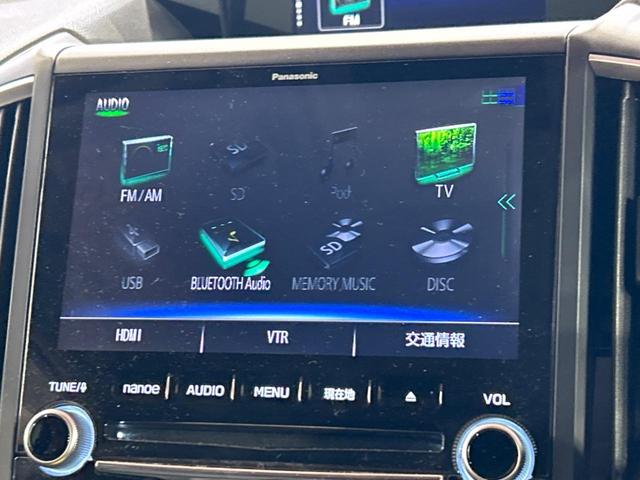 FM
Panasonic
AUDIO
FM/AM
SD
iPod
TV
USB
BLUETOOTH Audio
SD
MEMORY MUSIC
DISC
HDMI
VTR
交通情報
TUNE/
nanoe
AUDIO
MENU
現在地
VOL